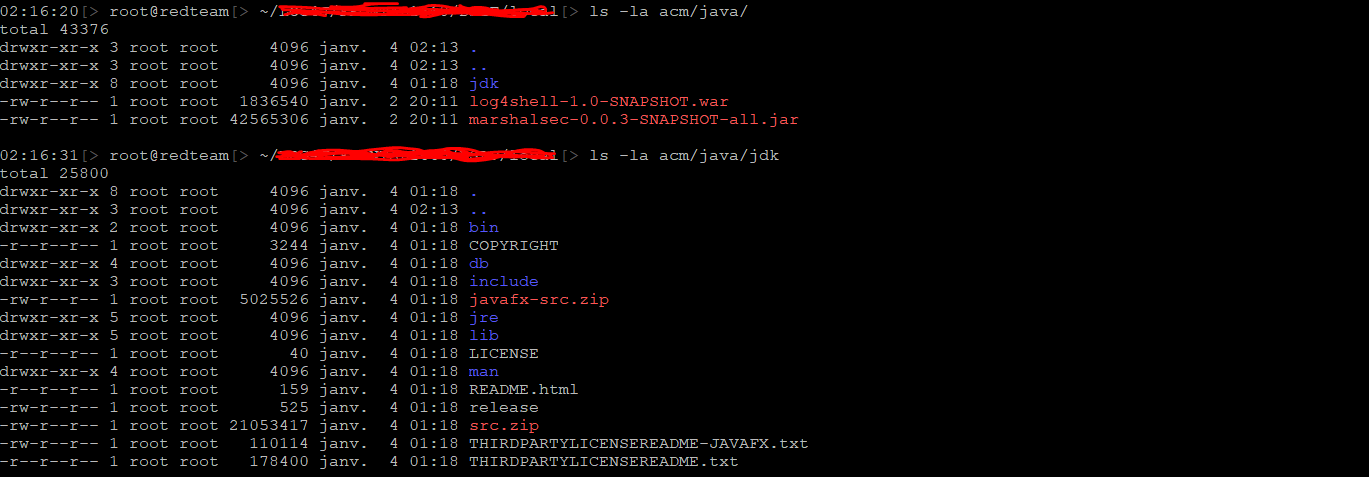 02:16:20[> root@redteam[> ~/ [> ls -la acm/java/
total 43376
drwxr-xr-x 3 root root     4096 janv.  4 02:13 .
drwxr-xr-x 3 root root     4096 janv.  4 02:13 ..
drwxr-xr-x 8 root root     4096 janv.  4 01:18 jdk
-rw-r--r-- 1 root root  1836540 janv.  2 20:11 log4shell-1.0-SNAPSHOT.war
-rw-r--r-- 1 root root 42565306 janv.  2 20:11 marshalsec-0.0.3-SNAPSHOT-all.jar
02:16:31[> root@redteam[> ~/ [> ls -la acm/java/jdk
total 25800
drwxr-xr-x 8 root root     4096 janv.  4 01:18 .
drwxr-xr-x 3 root root     4096 janv.  4 02:13 ..
drwxr-xr-x 2 root root     4096 janv.  4 01:18 bin
-r--r--r-- 1 root root     3244 janv.  4 01:18 COPYRIGHT
drwxr-xr-x 4 root root     4096 janv.  4 01:18 db
drwxr-xr-x 3 root root     4096 janv.  4 01:18 include
-rw-r--r-- 1 root root  5025526 janv.  4 01:18 javafx-src.zip
drwxr-xr-x 5 root root     4096 janv.  4 01:18 jre
drwxr-xr-x 5 root root     4096 janv.  4 01:18 lib
-r--r--r-- 1 root root       40 janv.  4 01:18 LICENSE
drwxr-xr-x 4 root root     4096 janv.  4 01:18 man
-r--r--r-- 1 root root      159 janv.  4 01:18 README.html
-rw-r--r-- 1 root root      525 janv.  4 01:18 release
-rw-r--r-- 1 root root 21053417 janv.  4 01:18 src.zip
-rw-r--r-- 1 root root   110114 janv.  4 01:18 THIRDPARTYLICENSEREADME-JAVAFX.txt
-r--r--r-- 1 root root   178400 janv.  4 01:18 THIRDPARTYLICENSEREADME.txt